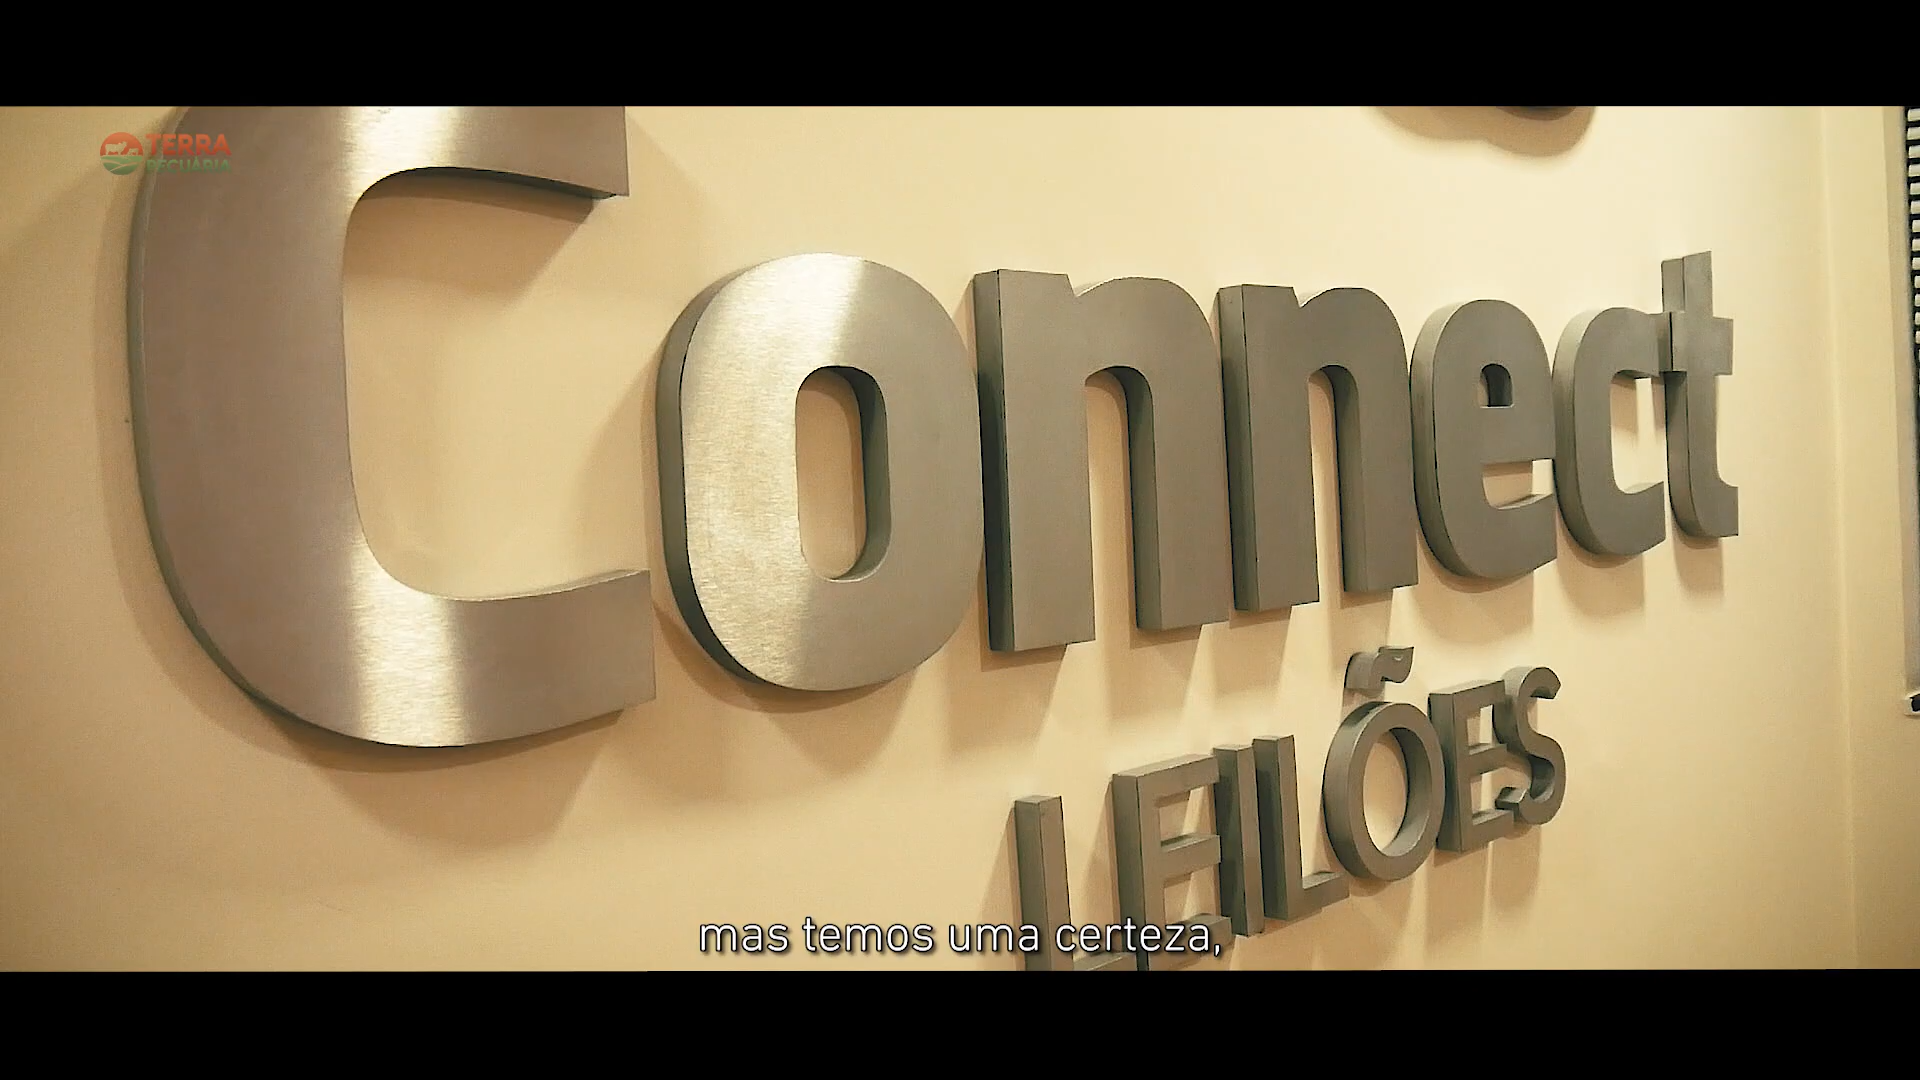 TERRA
PECUÁRIA
Connect
LEILÕES
mas temos uma certeza,